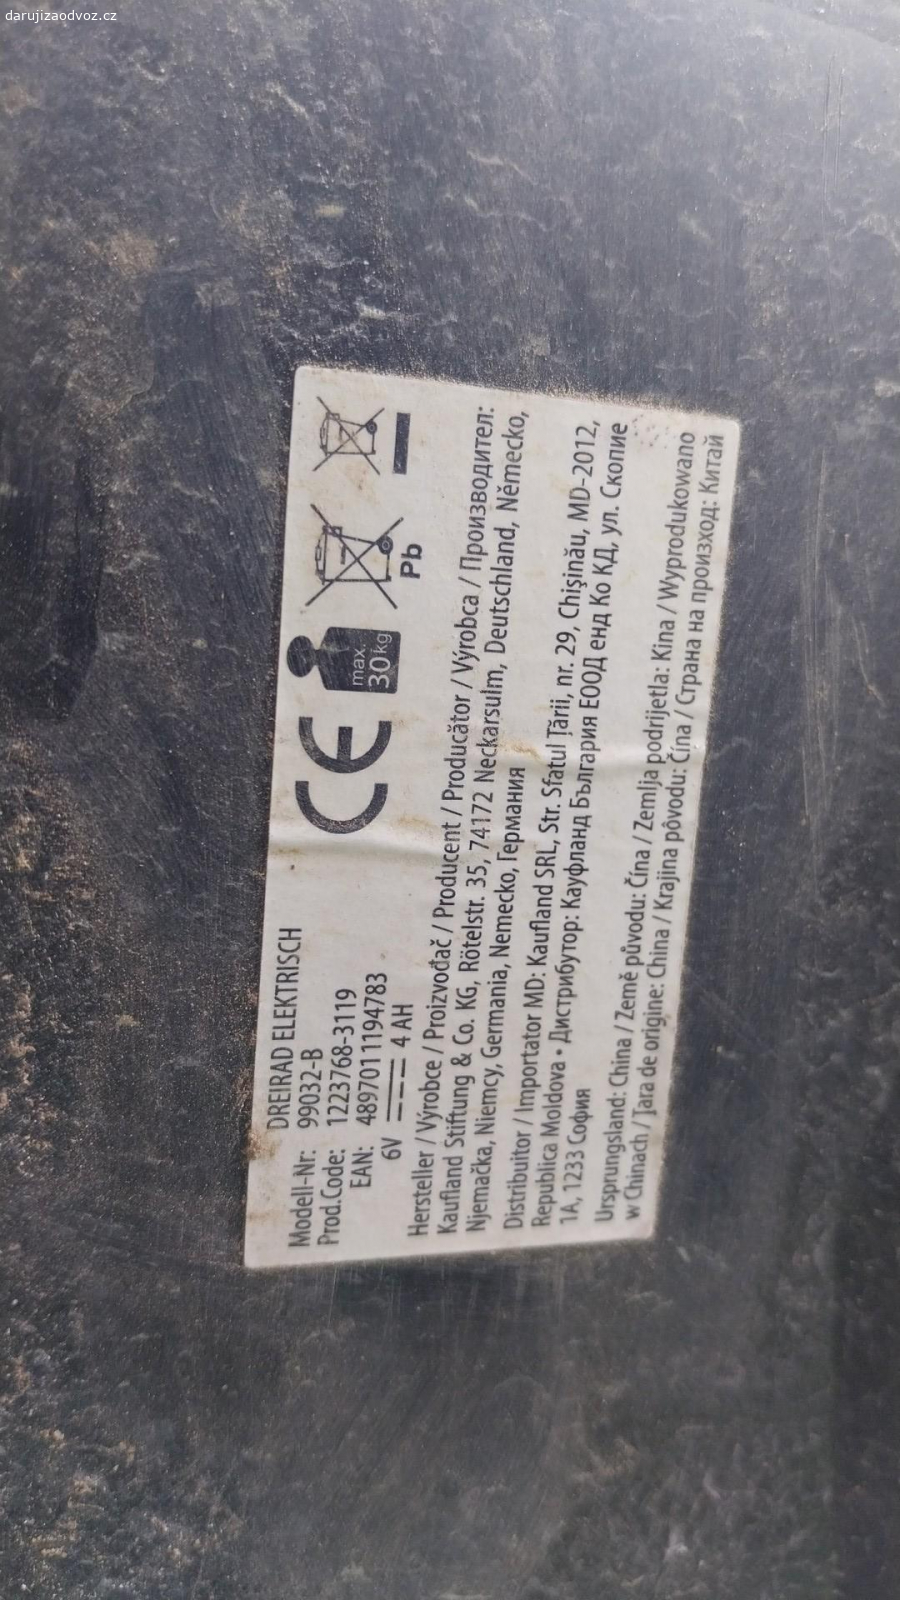 darujizaodvoz.cz
DREIRAD ELEKTRISCH
Modell-Nr: 99032-B
Prod.Code: 1223768-3119
EAN: 4897011194783
6V 4 AH
CE
max.
30 kg
Pb
Hersteller / Výrobce / Proizvođač / Producent / Producător / Výrobca / Производител:
Kaufland Stiftung & Co. KG, Rötelstr. 35, 74172 Neckarsulm, Deutschland, Německo,
Njemačka, Niemcy, Germania, Nemecko, Германия
Distribuitor / Importator MD: Kaufland SRL, Str. Sfatul Țării, nr. 29, Chișinău, MD-2012,
Republica Moldova • Дистрибутор: Кауфланд България ЕООД енд Ко КД, ул. Скопие
1А, 1233 София
Ursprungsland: China / Země původu: Čína / Zemlja podrijetla: Kina / Wyprodukowano
w Chinach / Țara de origine: China / Krajina pôvodu: Čína / Страна на произход: Китай